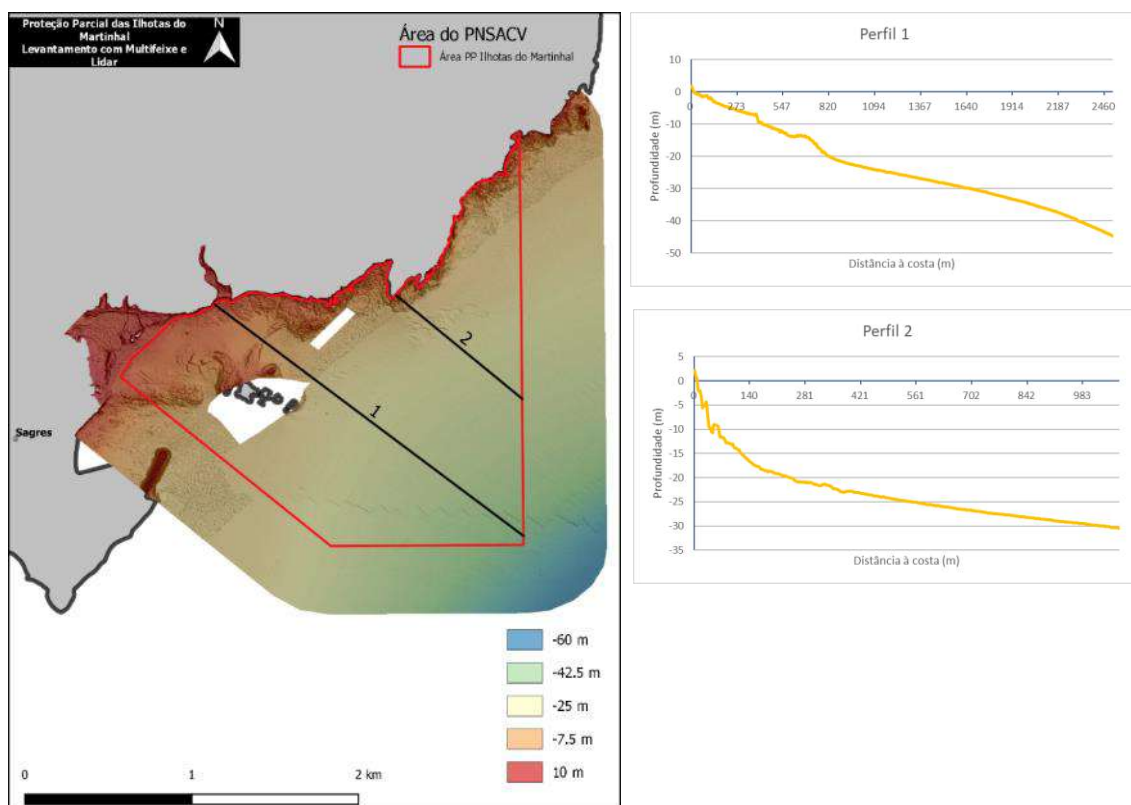 Proteção Parcial das Ilhotas do
Martinhal
Levantamento com Multifeixe e
Lidar
N
Área do PNSACV
Área PP Ilhotas do Martinhal
2
1
Sagres
-60 m
-42.5 m
-25 m
-7.5 m
10 m
0 1 2 km
Perfil 1
10
0
-10
-20
-30
-40
-50
0 273 547 820 1094 1367 1640 1914 2187 2460
Profundidade (m)
Distância à costa (m)
Perfil 2
5
0
-5
-10
-15
-20
-25
-30
-35
0 140 281 421 561 702 842 983
Profundidade (m)
Distância à costa (m)